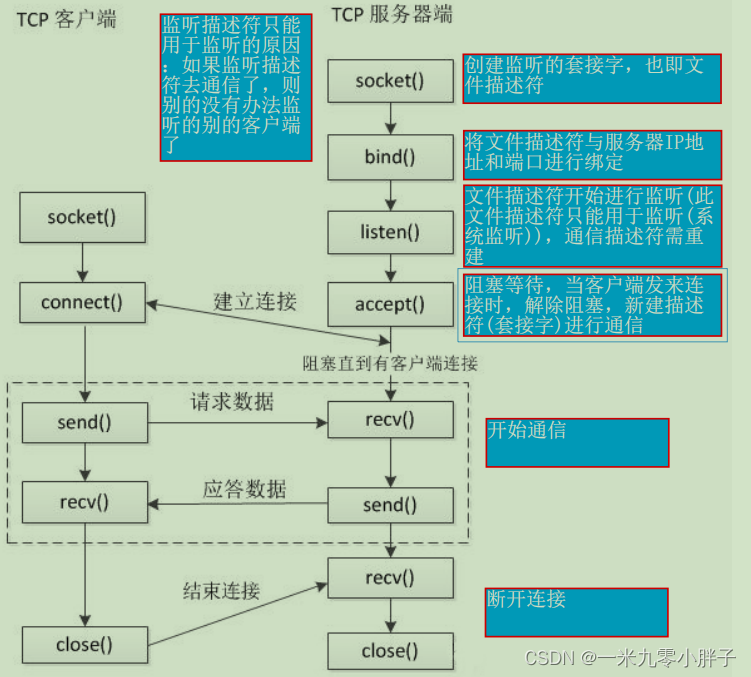 TCP 客户端
监听描述符只能
用于监听的原因
：如果监听描述
符去通信了，则
别的没有办法监
听的别的客户端
了
TCP 服务器端
socket()
创建监听的套接字，也即文
件描述符
bind()
将文件描述符与服务器IP地
址和端口进行绑定
socket()
listen()
文件描述符开始进行监听(此
文件描述符只能用于监听(系
统监听))，通信描述符需重
建
connect()
建立连接
accept()
阻塞等待，当客户端发来连
接时，解除阻塞，新建描述
符(套接字)进行通信
阻塞直到有客户端连接
send()
请求数据
recv()
开始通信
recv()
应答数据
send()
结束连接
recv()
断开连接
close()
close()
CSDN @一米九零小胖子